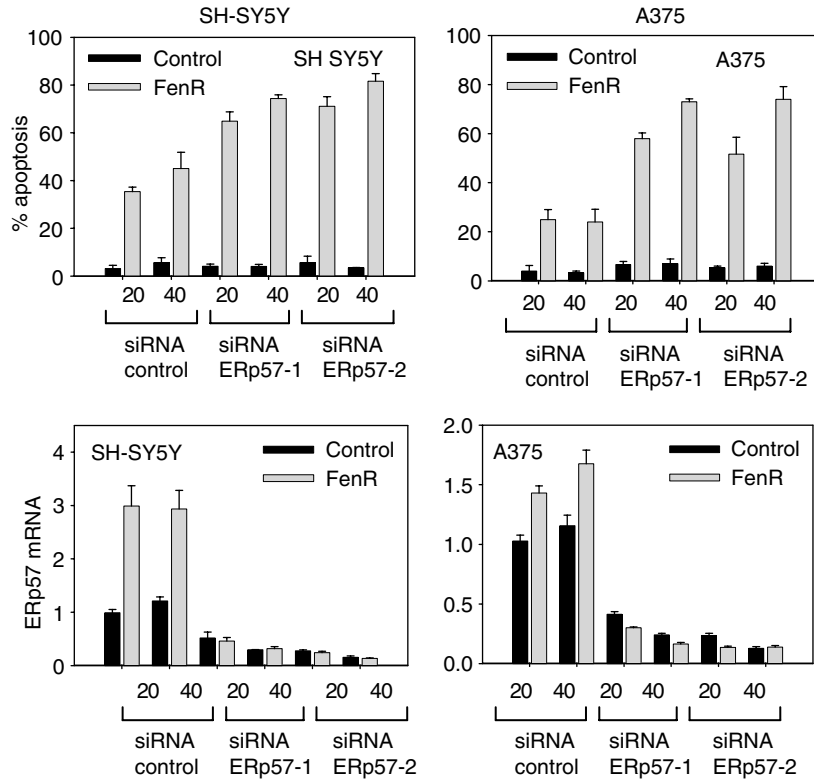 SH-SY5Y
A375
100
80
60
40
20
0
% apoptosis
Control
FenR
SH SY5Y
20 40 20 40 20 40
siRNA control
siRNA ERp57-1
siRNA ERp57-2
100
80
60
40
20
0
Control
FenR
A375
20 40 20 40 20 40
siRNA control
siRNA ERp57-1
siRNA ERp57-2
4
3
2
1
0
ERp57 mRNA
SH-SY5Y
Control
FenR
20 40 20 40 20 40
siRNA control
siRNA ERp57-1
siRNA ERp57-2
2.0
1.5
1.0
0.5
0.0
A375
Control
FenR
20 40 20 40 20 40
siRNA control
siRNA ERp57-1
siRNA ERp57-2